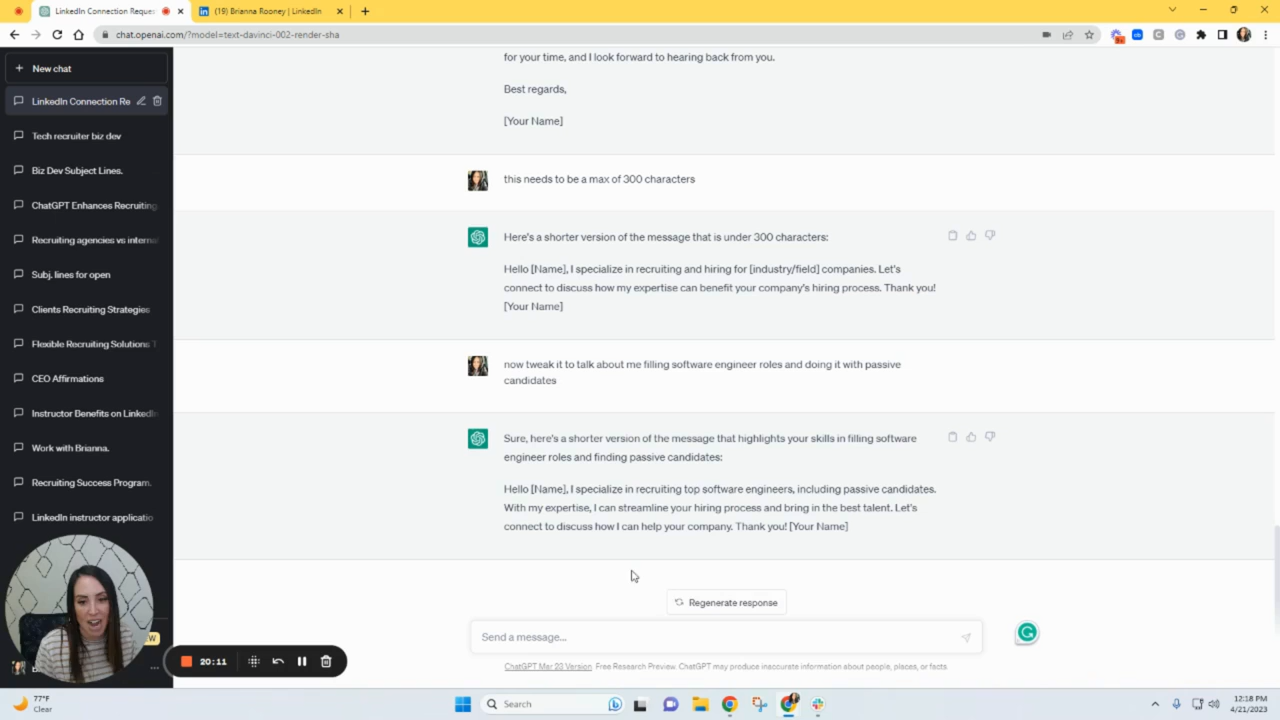 LinkedIn Connection Reques
(19) Brianna Rooney | LinkedIn
chat.openai.com/?model=text-davinci-002-render-sha
New chat
LinkedIn Connection Re
Tech recruiter biz dev
Biz Dev Subject Lines.
ChatGPT Enhances Recruiting
Recruiting agencies vs interna
Subj. lines for open
Clients Recruiting Strategies
Flexible Recruiting Solutions T
CEO Affirmations
Instructor Benefits on LinkedIn
Work with Brianna.
Recruiting Success Program.
LinkedIn instructor applicatio
for your time, and I look forward to hearing back from you.
Best regards,
[Your Name]
this needs to be a max of 300 characters
Here's a shorter version of the message that is under 300 characters:
Hello [Name], I specialize in recruiting and hiring for [industry/field] companies. Let's
connect to discuss how my expertise can benefit your company's hiring process. Thank you!
[Your Name]
now tweak it to talk about me filling software engineer roles and doing it with passive
candidates
Sure, here's a shorter version of the message that highlights your skills in filling software
engineer roles and finding passive candidates:
Hello [Name], I specialize in recruiting top software engineers, including passive candidates.
With my expertise, I can streamline your hiring process and bring in the best talent. Let's
connect to discuss how I can help your company. Thank you! [Your Name]
Regenerate response
Send a message...
ChatGPT Mar 23 Version. Free Research Preview. ChatGPT may produce inaccurate information about people, places, or facts.
20:11
77°F
Clear
Search
12:18 PM
4/21/2023